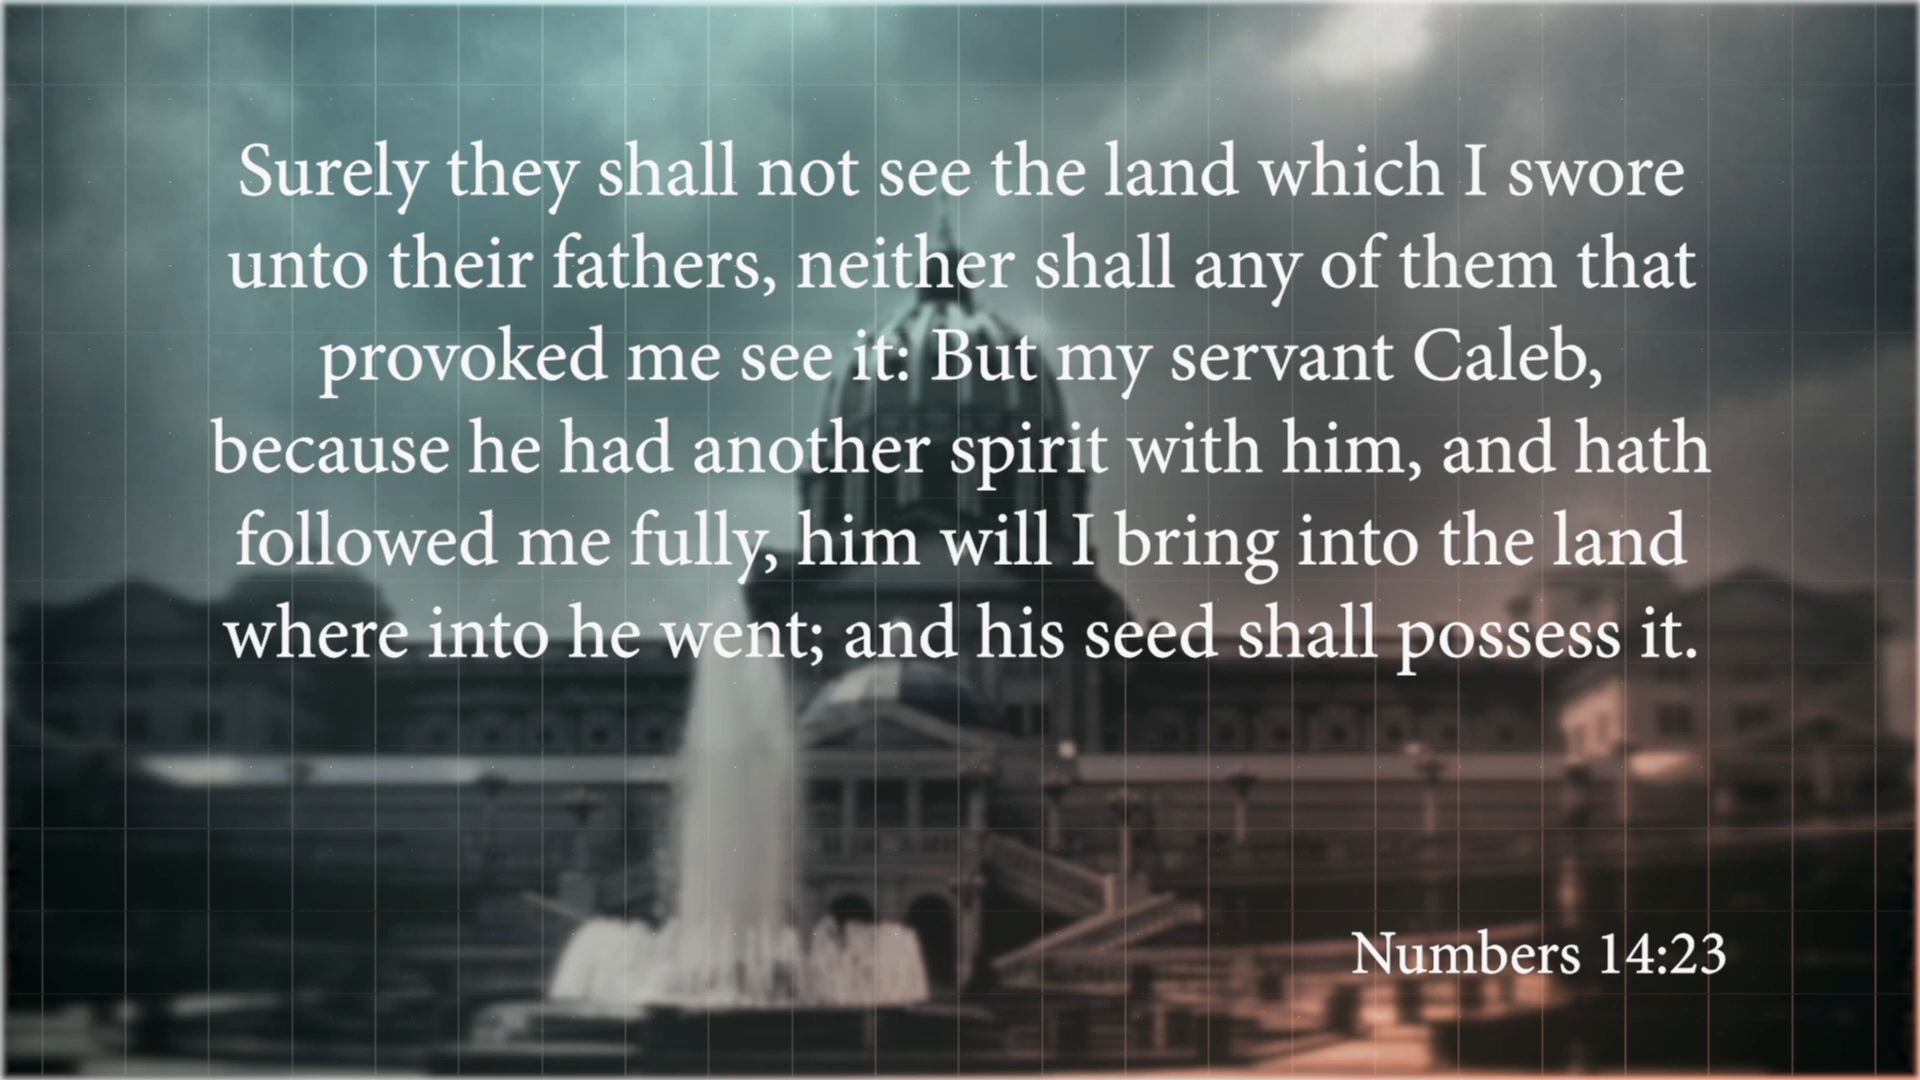 Surely they shall not see the land which I swore
unto their fathers, neither shall any of them that
provoked me see it: But my servant Caleb,
because he had another spirit with him, and hath
followed me fully, him will I bring into the land
where into he went; and his seed shall possess it.
Numbers 14:23